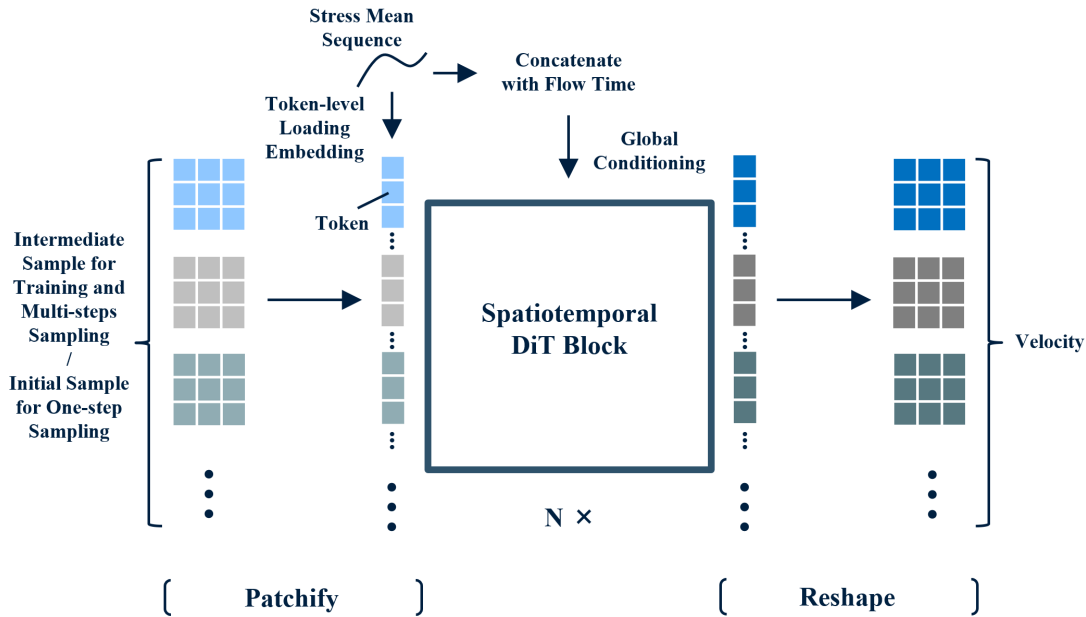 Stress Mean
Sequence
Concatenate
with Flow Time
Token-level
Loading
Embedding
Global
Conditioning
Token
Intermediate
Sample for
Training and
Multi-steps
Sampling
/
Initial Sample
for One-step
Sampling
Spatiotemporal
DiT Block
Velocity
N ×
Patchify
Reshape